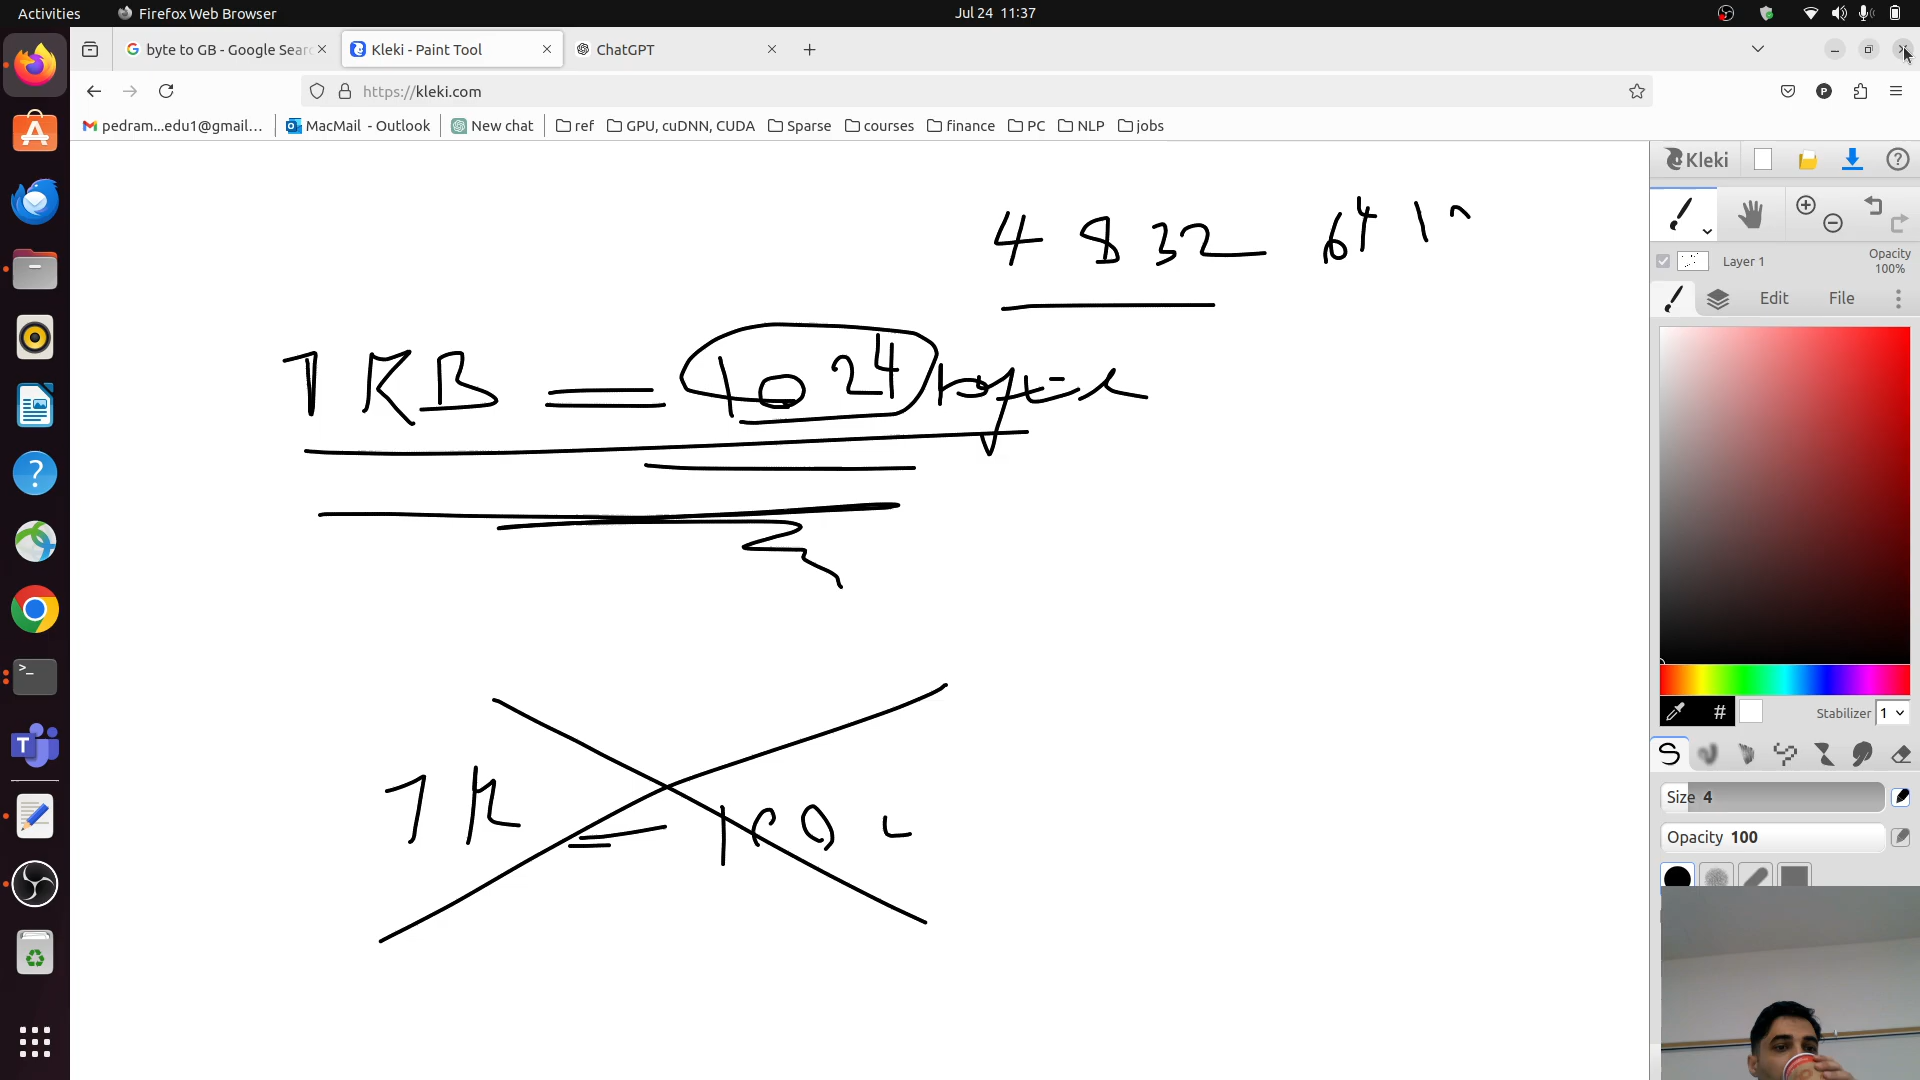 Activities
Firefox Web Browser
Jul 24 11:37
byte to GB - Google Searc
Kleki - Paint Tool
ChatGPT
https://kleki.com
pedram...edu1@gmail...
MacMail - Outlook
New chat
ref
GPU, cuDNN, CUDA
Sparse
courses
finance
PC
NLP
jobs
Kleki
4 8 32 64
1 KB = 1024 byte
1 K = 100
Layer 1
Opacity
100%
Edit
File
#
Stabilizer 1
Size 4
Opacity 100